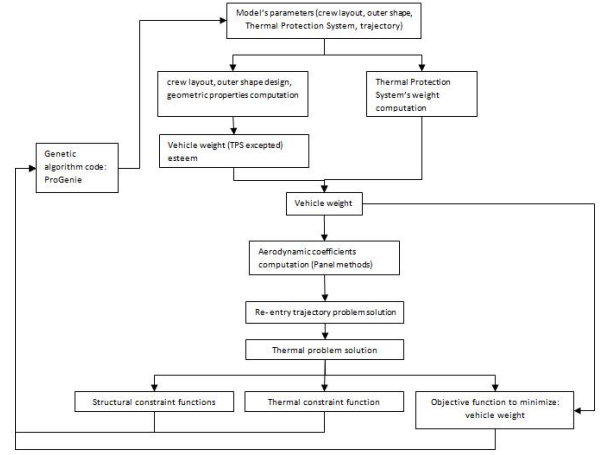 Model's parameters (crew layout, outer shape,
Thermal Protection System, trajectory)
crew layout, outer shape design,
geometric properties computation
Thermal Protection
System's weight
computation
Genetic
algorithm code:
ProGenie
Vehicle weight (TPS excepted)
esteem
Vehicle weight
Aerodynamic coefficients
computation (Panel methods)
Re- entry trajectory problem solution
Thermal problem solution
Structural constraint functions
Thermal constraint function
Objective function to minimize:
vehicle weight